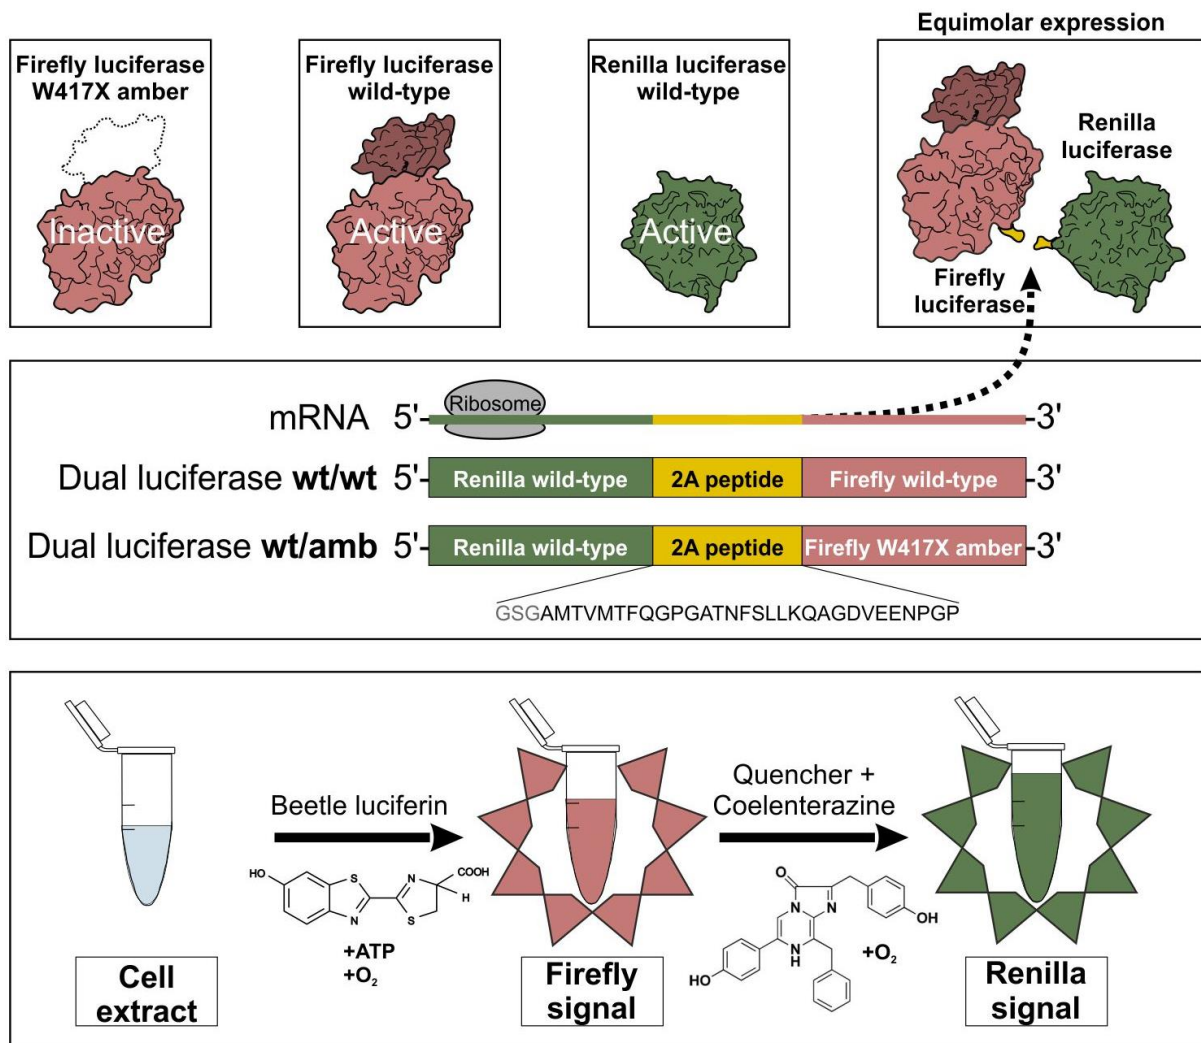 Equimolar expression
Firefly luciferase
W417X amber
Inactive
Firefly luciferase
wild-type
Active
Renilla luciferase
wild-type
Active
Renilla
luciferase
Firefly
luciferase
mRNA 5'- Ribosome -3'
Dual luciferase wt/wt 5'- Renilla wild-type 2A peptide Firefly wild-type -3'
Dual luciferase wt/amb 5'- Renilla wild-type 2A peptide Firefly W417X amber -3'
GSGAMTVMTFQGPGATNFSLLKQAGDVEENPGP
Beetle luciferin
HO
S
N
N
S
COOH
H
+ATP
+O₂
Quencher +
Coelenterazine
O
N
N
N
H
OH
HO
+O₂
Cell
extract
Firefly
signal
Renilla
signal